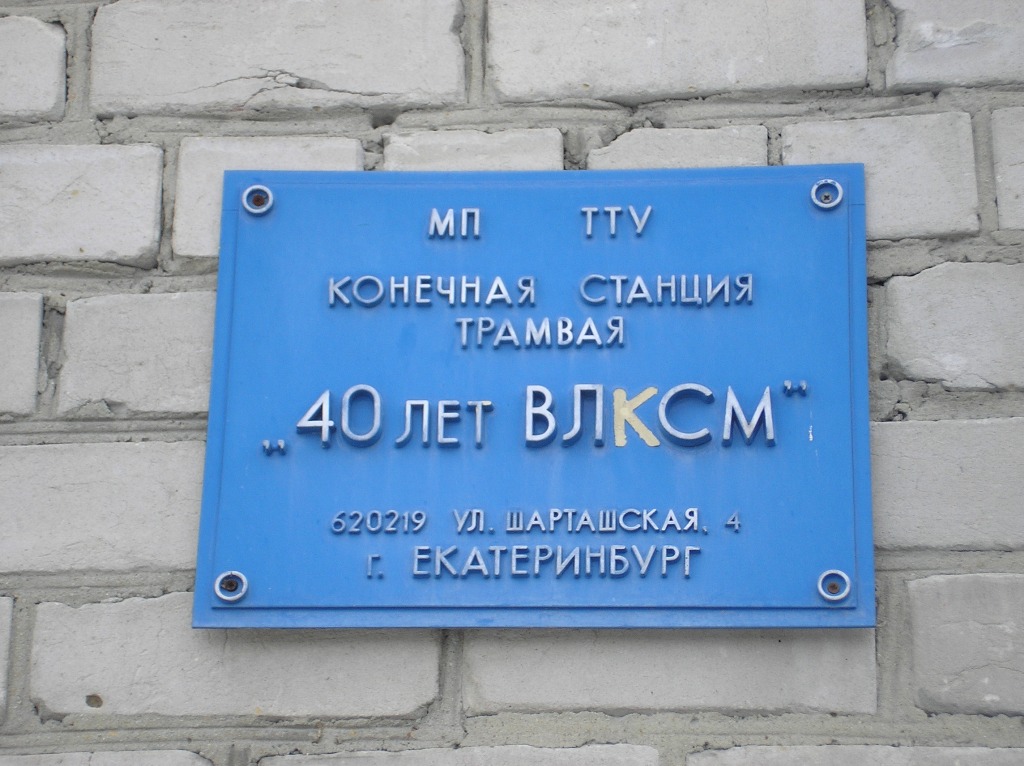 МП ТТУ
КОНЕЧНАЯ СТАНЦИЯ
ТРАМВАЯ
„40 ЛЕТ ВЛКСМ"
620219 УЛ. ШАРТАШСКАЯ, 4
Г. ЕКАТЕРИНБУРГ